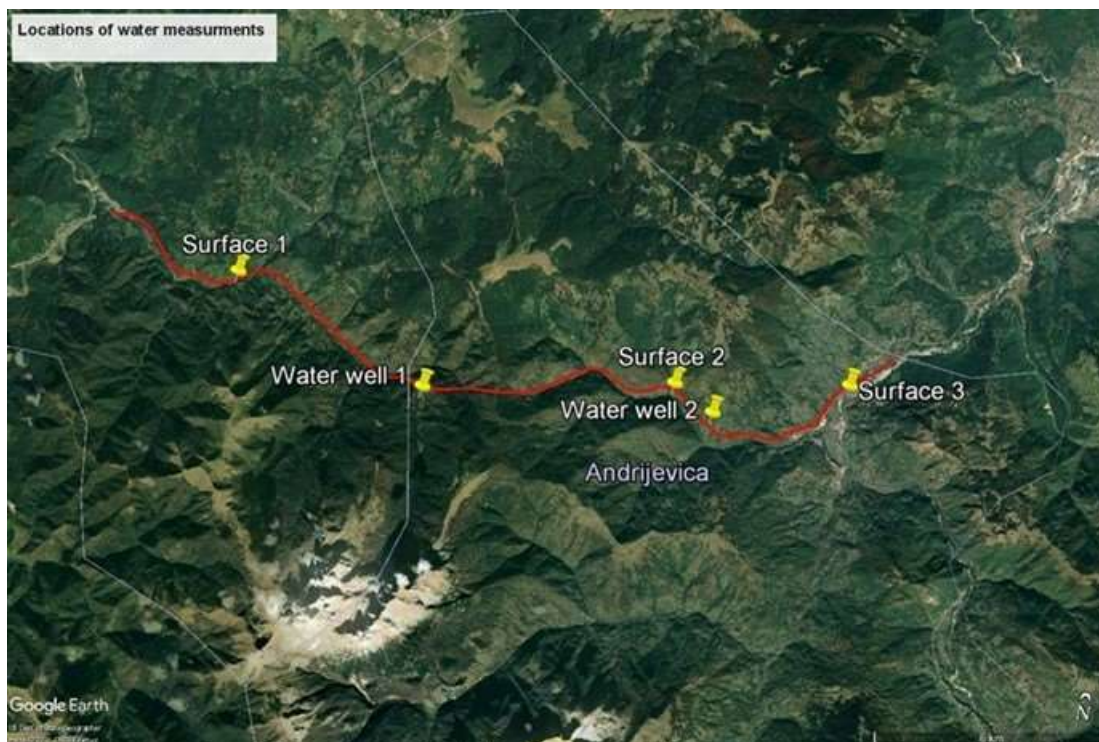 Locations of water measurments
Surface 1
Surface 2
Water well 1
Surface 3
Water well 2
Andrijevica
Google Earth
N